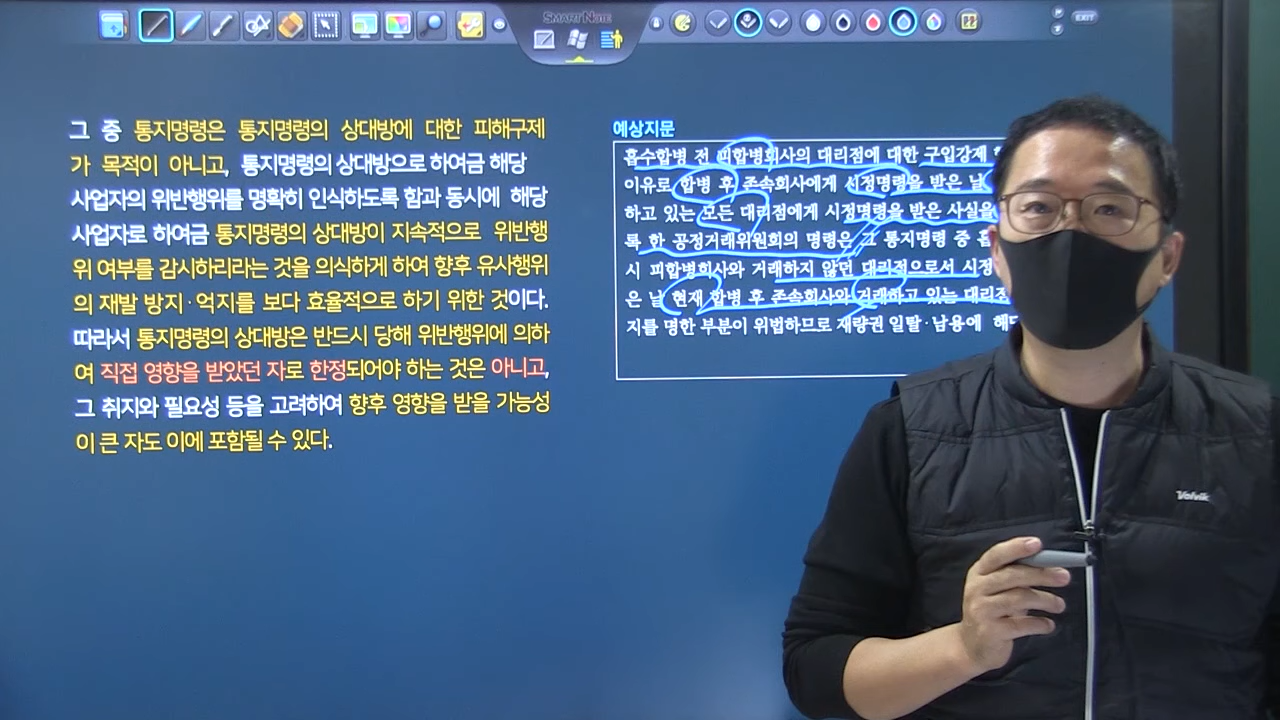 SMART NOTE
EXIT
그 중 통지명령은 통지명령의 상대방에 대한 피해구제
가 목적이 아니고, 통지명령의 상대방으로 하여금 해당
사업자의 위반행위를 명확히 인식하도록 함과 동시에 해당
사업자로 하여금 통지명령의 상대방이 지속적으로 위반행
위 여부를 감시하리라는 것을 의식하게 하여 향후 유사행위
의 재발 방지·억지를 보다 효율적으로 하기 위한 것이다.
따라서 통지명령의 상대방은 반드시 당해 위반행위에 의하
여 직접 영향을 받았던 자로 한정되어야 하는 것은 아니고,
그 취지와 필요성 등을 고려하여 향후 영향을 받을 가능성
이 큰 자도 이에 포함될 수 있다.
예상지문
흡수합병 전 피합병회사의 대리점에 대한 구입강제
이유로 합병 후 존속회사에게 시정명령을 받은 날
하고 있는 모든 대리점에게 시정명령을 받은 사실을
록 한 공정거래위원회의 명령은 그 통지명령 중
시 피합병회사와 거래하지 않던 대리점으로서 시정
은 날 현재 합병 후 존속회사와 거래하고 있는
지를 명한 부분이 위법하므로 재량권 일탈·남용에
Volvik